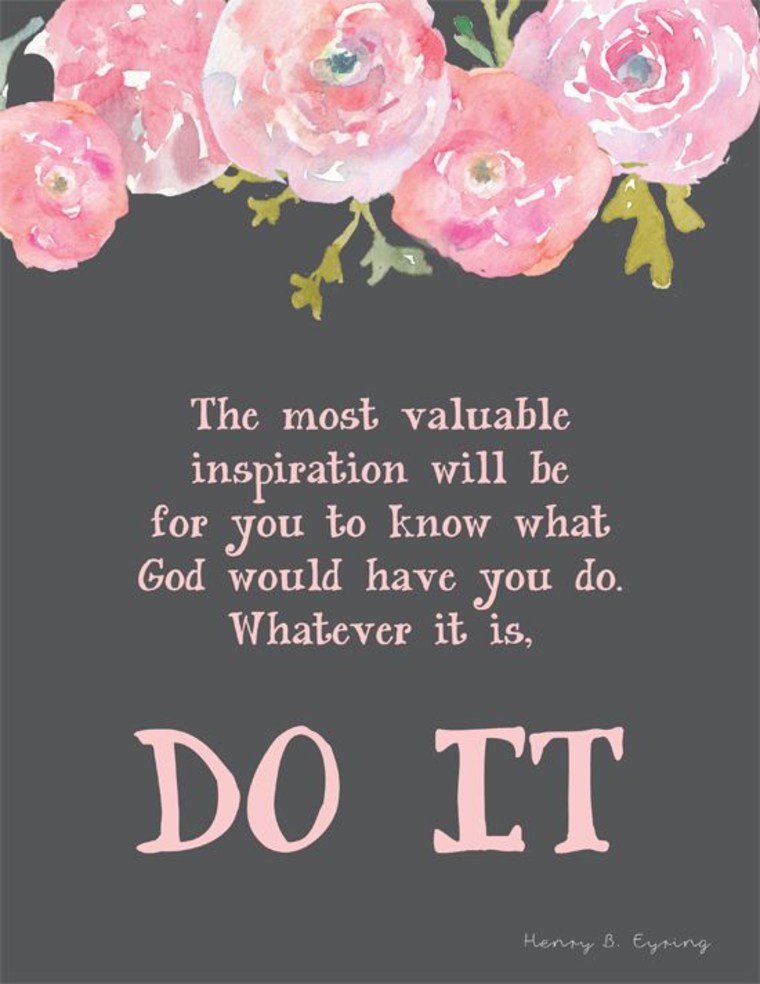 The most valuable
inspiration will be
for you to know what
God would have you do.
Whatever it is,
DO IT
Henry B. Eyring